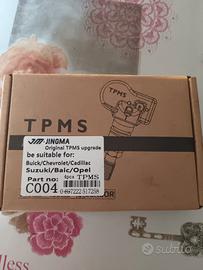 TPMS
JINGMA
Original TPMS upgrade
be suitable for:
Buick/Chevrolet/Cadillac
Suzuki/Baic/Opel
Part no: 4pcs TPMS
C004
subito